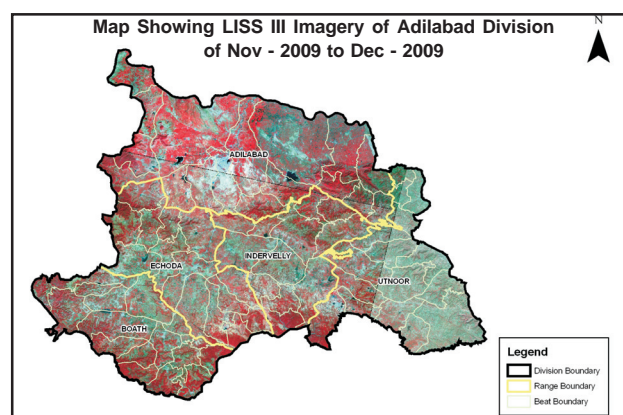 Map Showing LISS III Imagery of Adilabad Division
of Nov - 2009 to Dec - 2009
N
ADILABAD
INDERVELLY
ECHODA
UTNOOR
BOATH
Legend
Division Boundary
Range Boundary
Beat Boundary